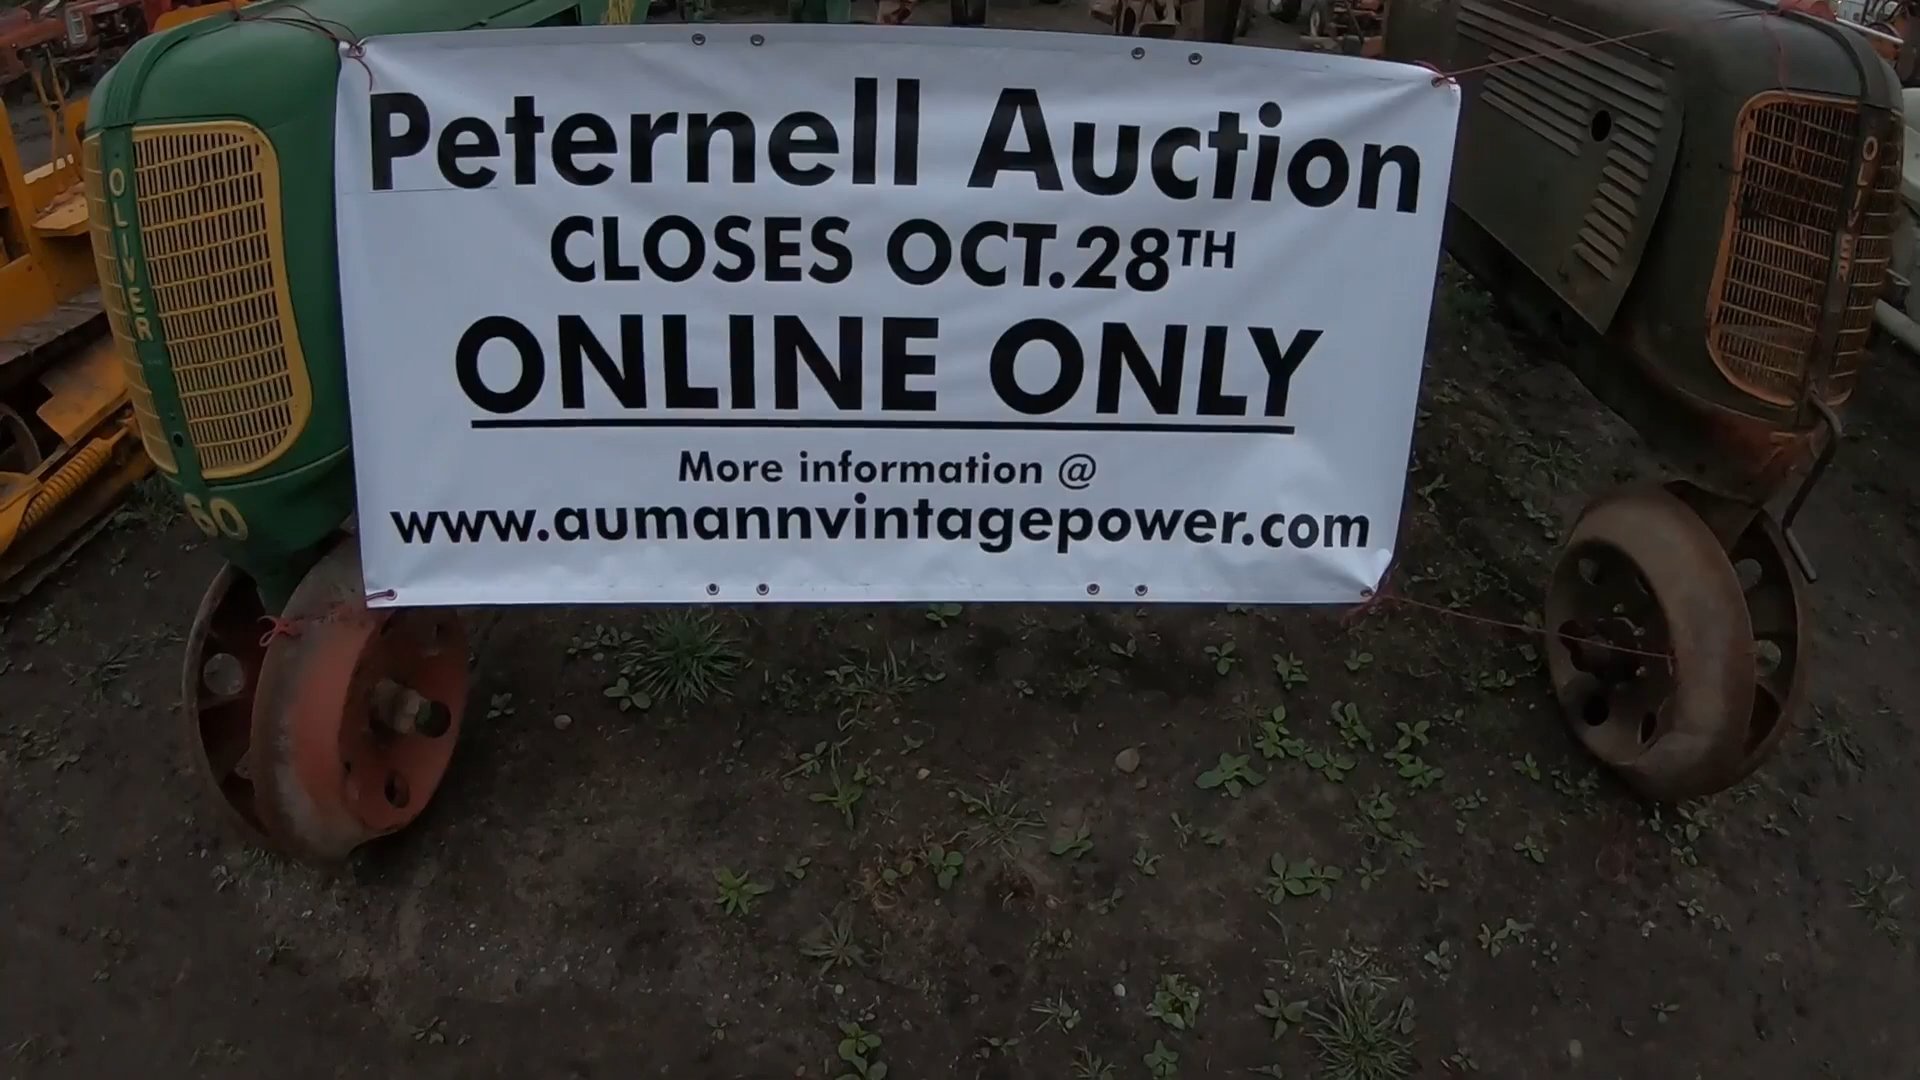 Peternell Auction
CLOSES OCT.28TH
ONLINE ONLY
More information @
www.aumannvintagepower.com
OLIVER
60
OLIVER